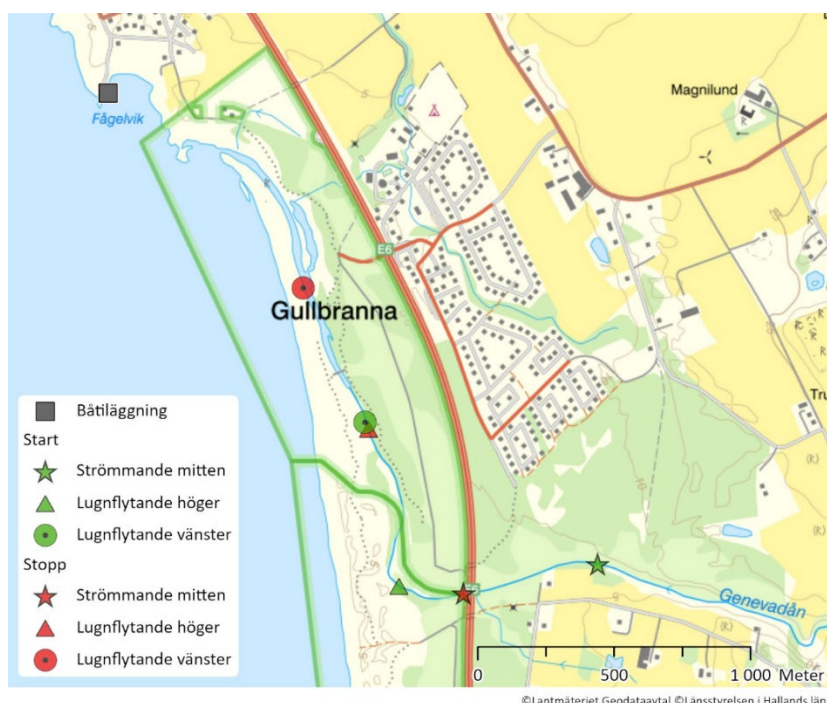 Magnilund
Fågelvik
E6
Gullbranna
Tru
Båtiläggning
Start
Strömmande mitten
Lugnflytande höger
Lugnflytande vänster
Stopp
Strömmande mitten
Lugnflytande höger
Lugnflytande vänster
Genevadån
0 500 1 000 Meter
©Lantmäteriet Geodataavtal ©Länsstyrelsen i Hallands län